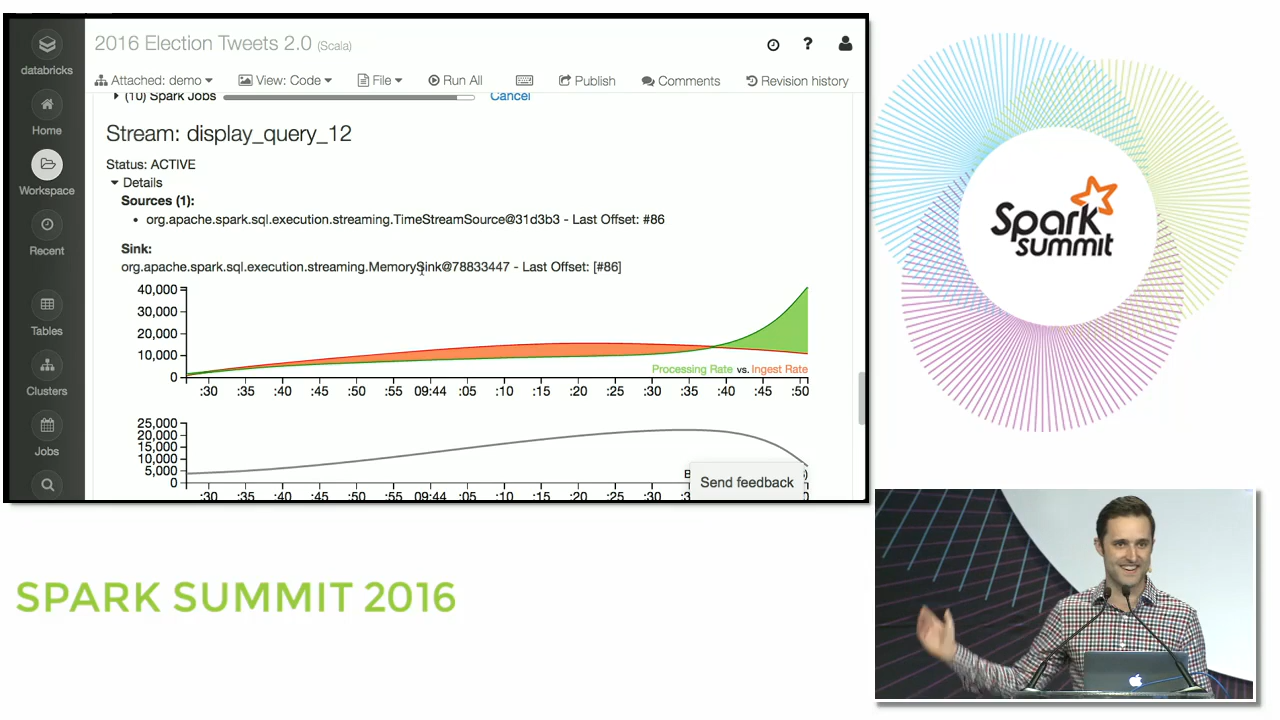 2016 Election Tweets 2.0 (Scala)
databricks
Home
Workspace
Recent
Tables
Clusters
Jobs
Attached: demo
View: Code
File
Run All
Publish
Comments
Revision history
(10) Spark Jobs
Cancel
Stream: display_query_12
Status: ACTIVE
Details
Sources (1):
org.apache.spark.sql.execution.streaming.TimeStreamSource@31d3b3 - Last Offset: #86
Sink:
org.apache.spark.sql.execution.streaming.MemorySink@78833447 - Last Offset: [#86]
40,000
30,000
20,000
10,000
0
Processing Rate vs. Ingest Rate
:30 :35 :40 :45 :50 :55 09:44 :05 :10 :15 :20 :25 :30 :35 :40 :45 :50
25,000
20,000
15,000
10,000
5,000
0
:30 :35 :40 :45 :50 :55 09:44 :05 :10 :15 :20 :25 :30
Send feedback
Spark
summit
SPARK SUMMIT 2016